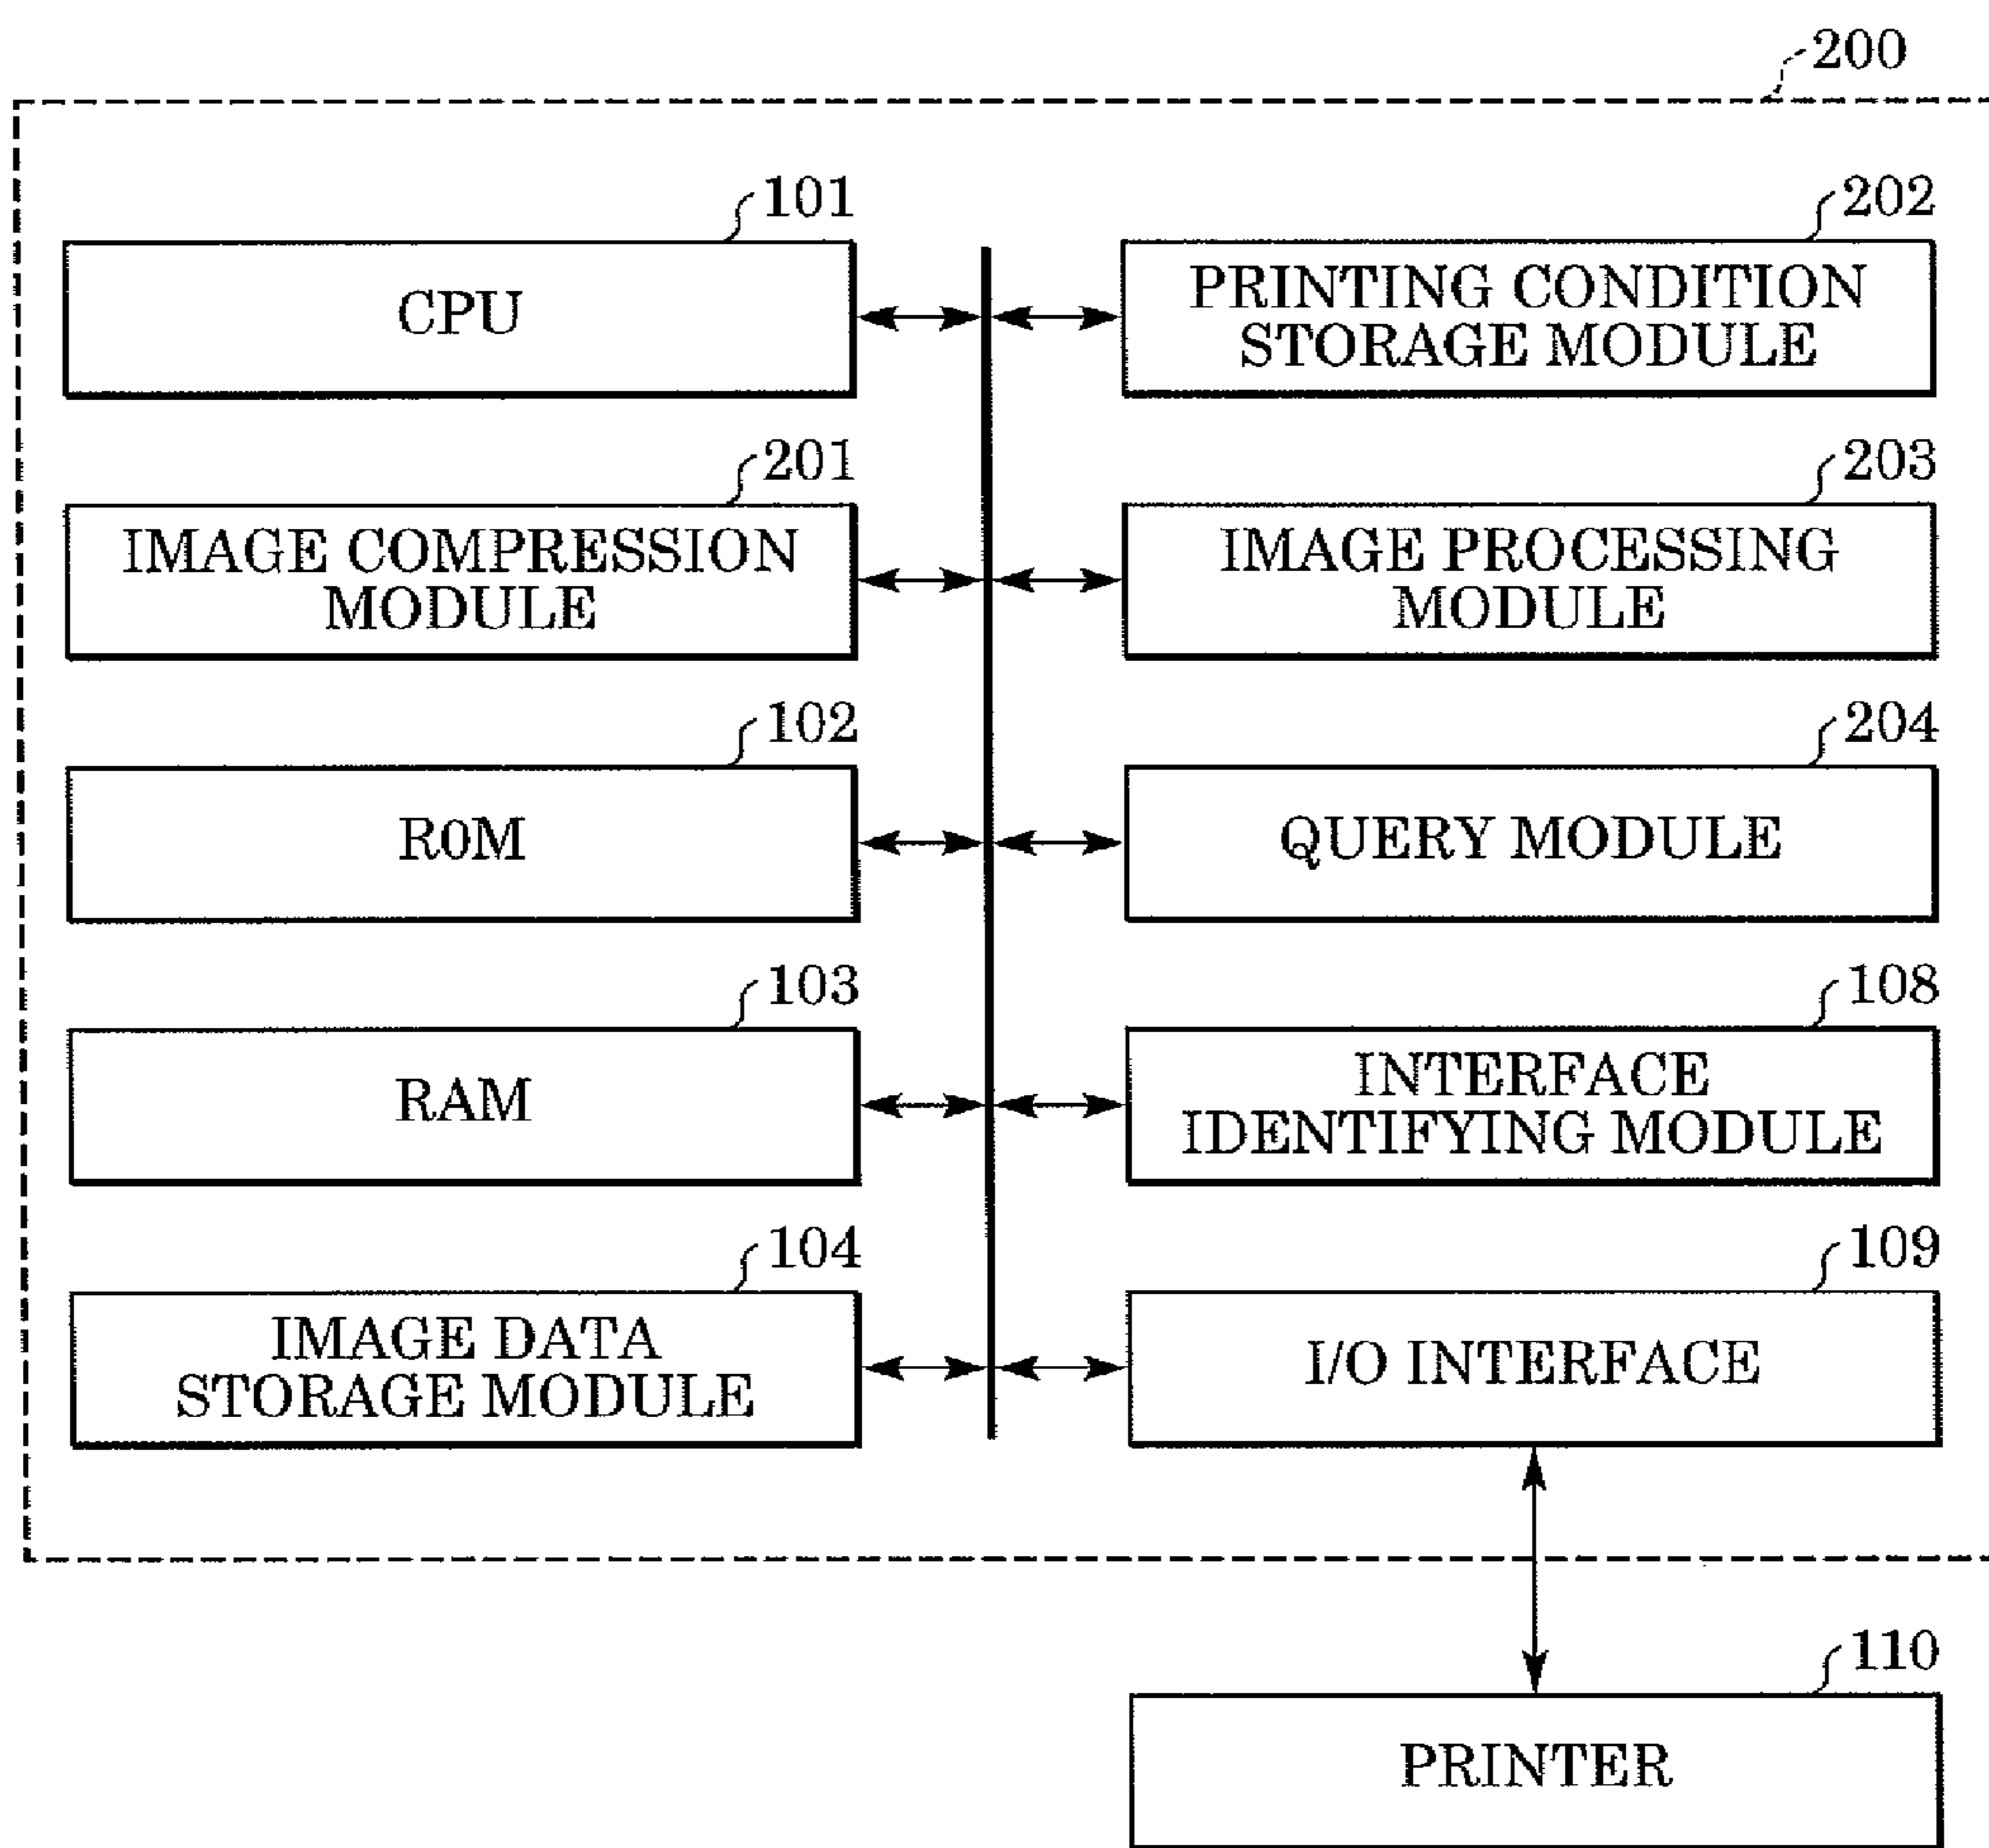 200
101
CPU
202
PRINTING CONDITION
STORAGE MODULE
201
IMAGE COMPRESSION
MODULE
203
IMAGE PROCESSING
MODULE
102
R0M
204
QUERY MODULE
103
RAM
108
INTERFACE
IDENTIFYING MODULE
104
IMAGE DATA
STORAGE MODULE
109
I/O INTERFACE
110
PRINTER